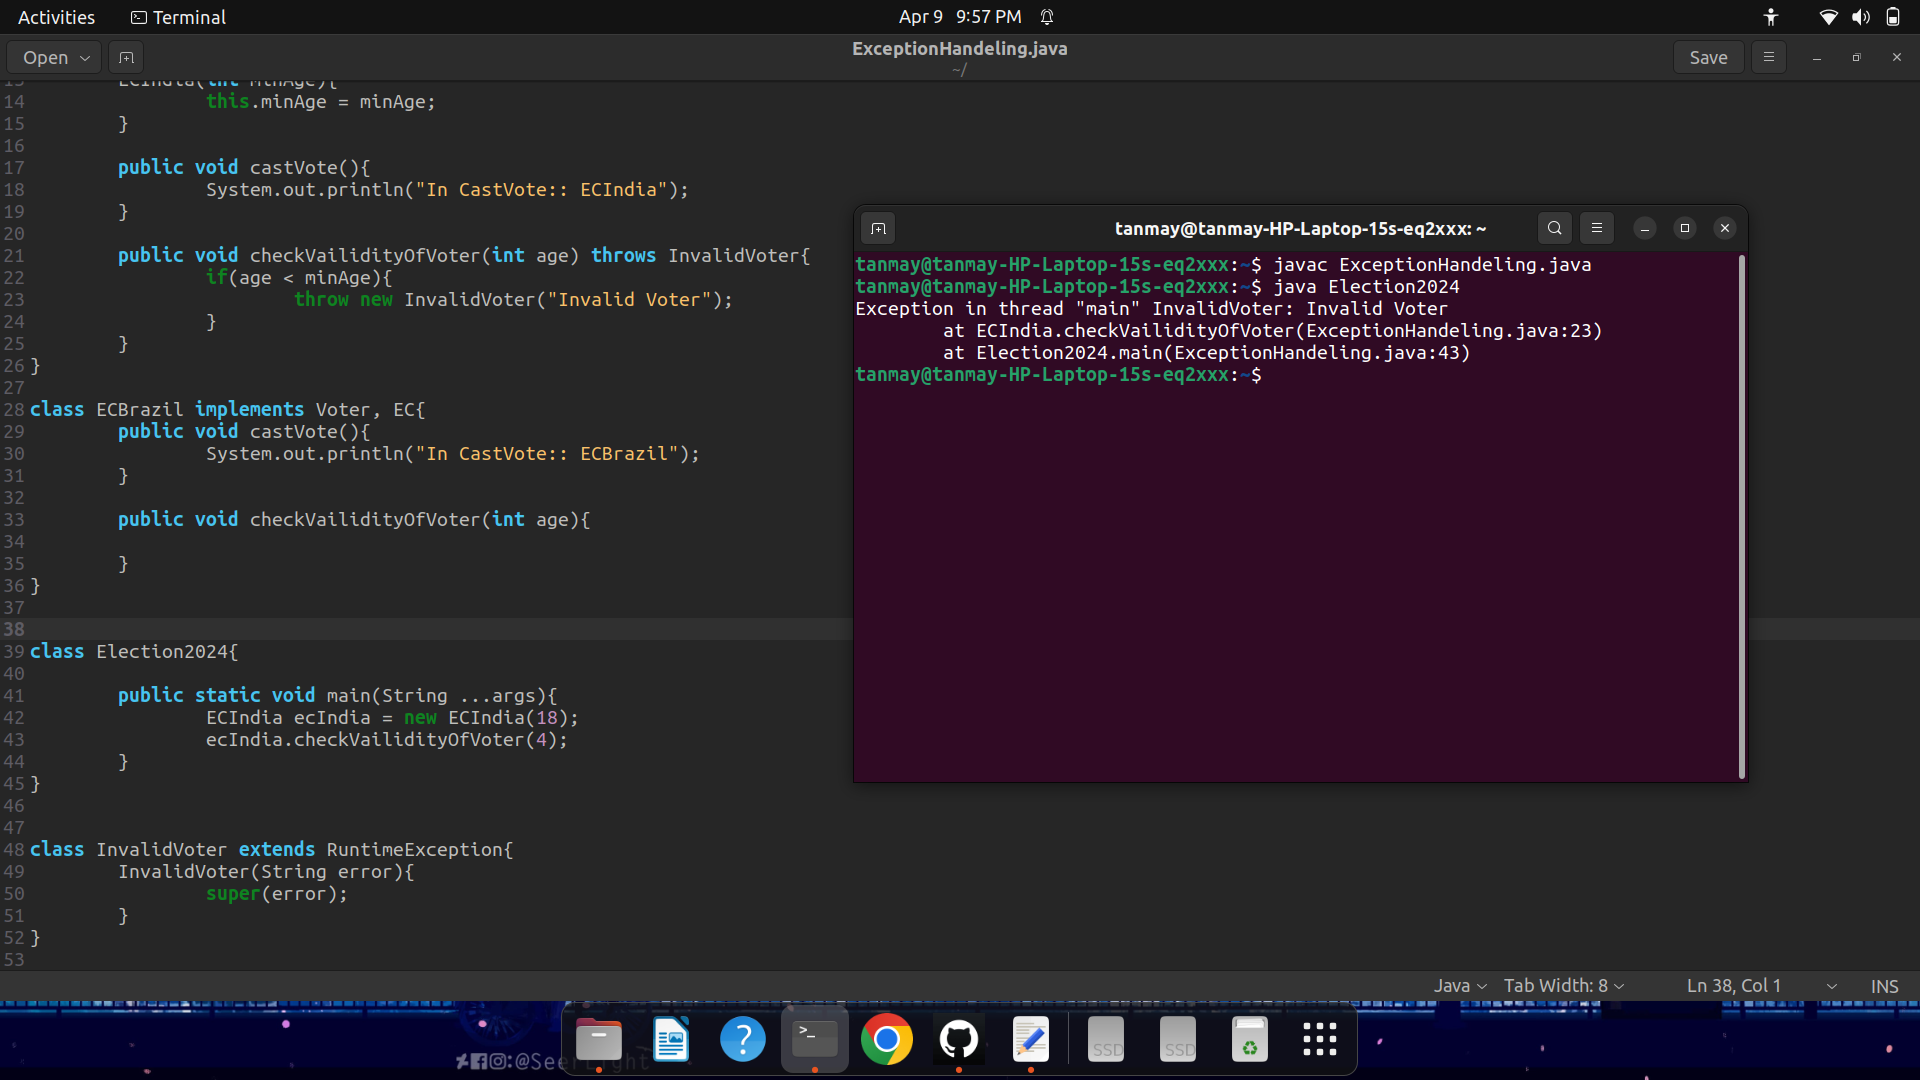 Activities
Terminal
Apr 9 9:57 PM
Open
ExceptionHandeling.java
~/
Save
13 ECIndia(int minAge){
14 this.minAge = minAge;
15 }
16
17 public void castVote(){
18 System.out.println("In CastVote:: ECIndia");
19 }
20
21 public void checkVailidityOfVoter(int age) throws InvalidVoter{
22 if(age < minAge){
23 throw new InvalidVoter("Invalid Voter");
24 }
25 }
26 }
27
28 class ECBrazil implements Voter, EC{
29 public void castVote(){
30 System.out.println("In CastVote:: ECBrazil");
31 }
32
33 public void checkVailidityOfVoter(int age){
34
35 }
36 }
37
38
39 class Election2024{
40
41 public static void main(String ...args){
42 ECIndia ecIndia = new ECIndia(18);
43 ecIndia.checkVailidityOfVoter(4);
44 }
45 }
46
47
48 class InvalidVoter extends RuntimeException{
49 InvalidVoter(String error){
50 super(error);
51 }
52 }
53
tanmay@tanmay-HP-Laptop-15s-eq2xxx: ~
tanmay@tanmay-HP-Laptop-15s-eq2xxx:~$ javac ExceptionHandeling.java
tanmay@tanmay-HP-Laptop-15s-eq2xxx:~$ java Election2024
Exception in thread "main" InvalidVoter: Invalid Voter
at ECIndia.checkVailidityOfVoter(ExceptionHandeling.java:23)
at Election2024.main(ExceptionHandeling.java:43)
tanmay@tanmay-HP-Laptop-15s-eq2xxx:~$
Java
Tab Width: 8
Ln 38, Col 1
INS
SSD
SSD